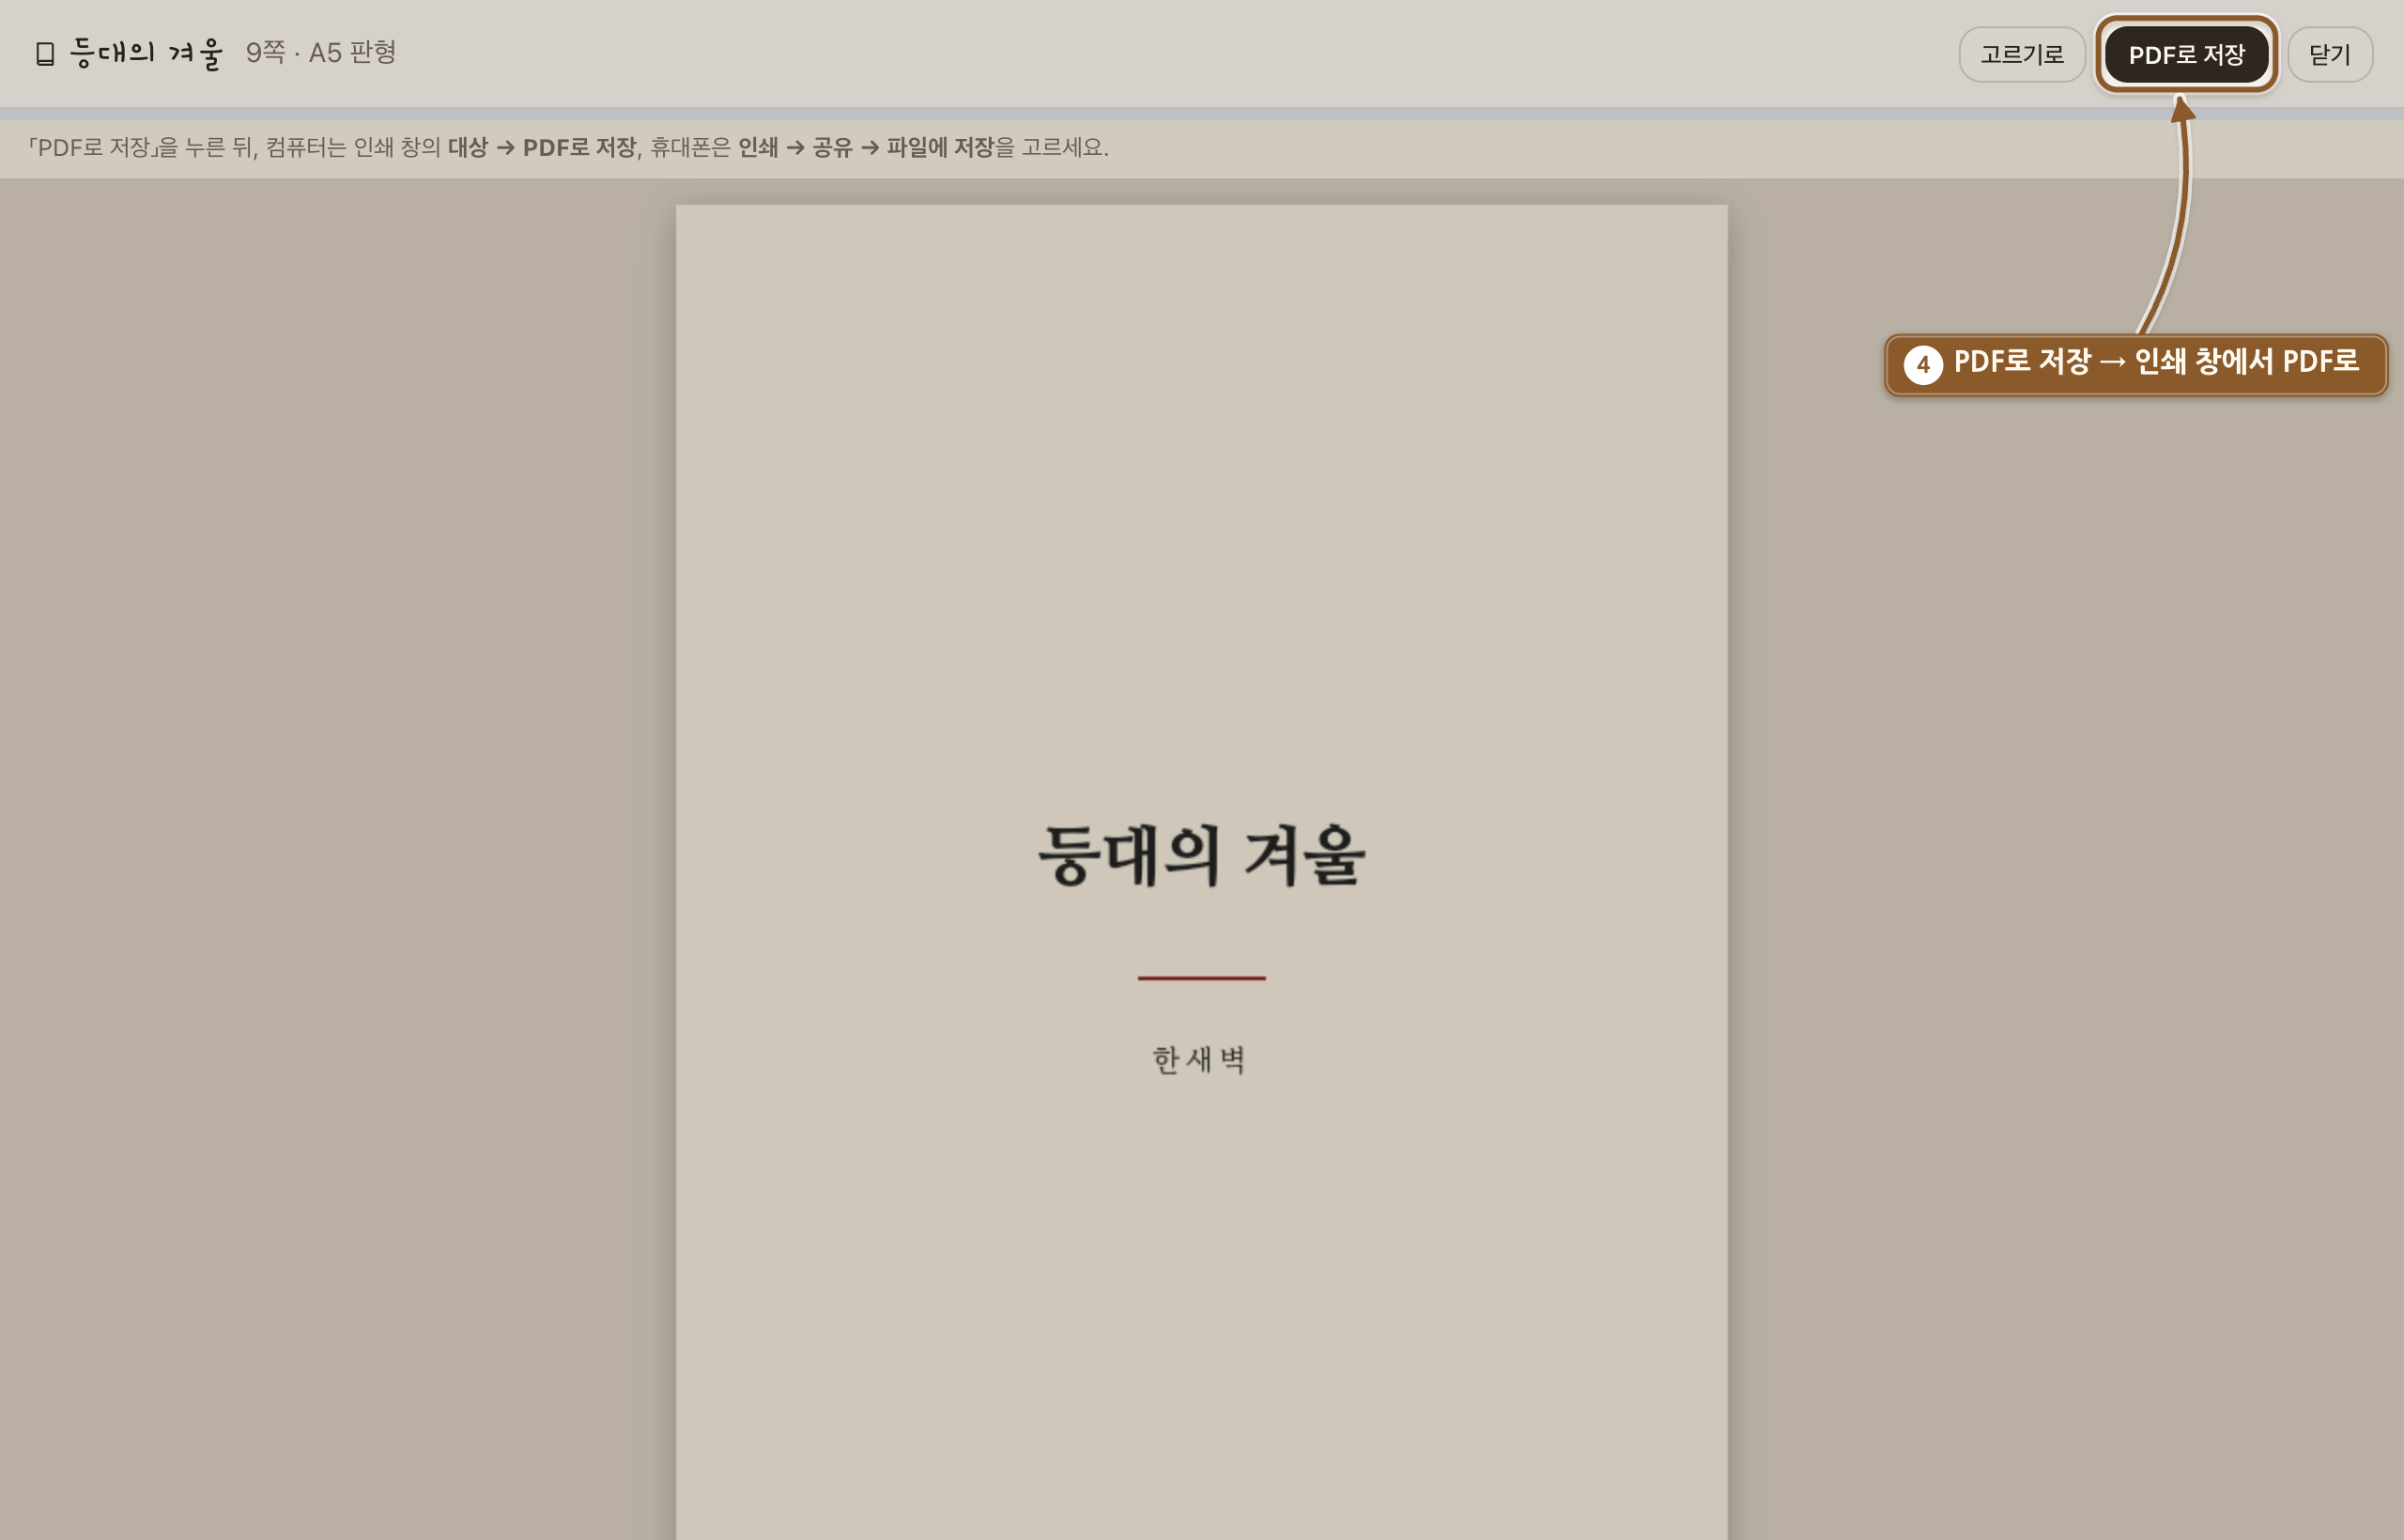 등대의 겨울 9쪽 · A5 판형 고르기로 PDF로 저장 닫기
「PDF로 저장」을 누른 뒤, 컴퓨터는 인쇄 창의 대상 → PDF로 저장, 휴대폰은 인쇄 → 공유 → 파일에 저장을 고르세요.
4 PDF로 저장 → 인쇄 창에서 PDF로
등대의 겨울
한새벽